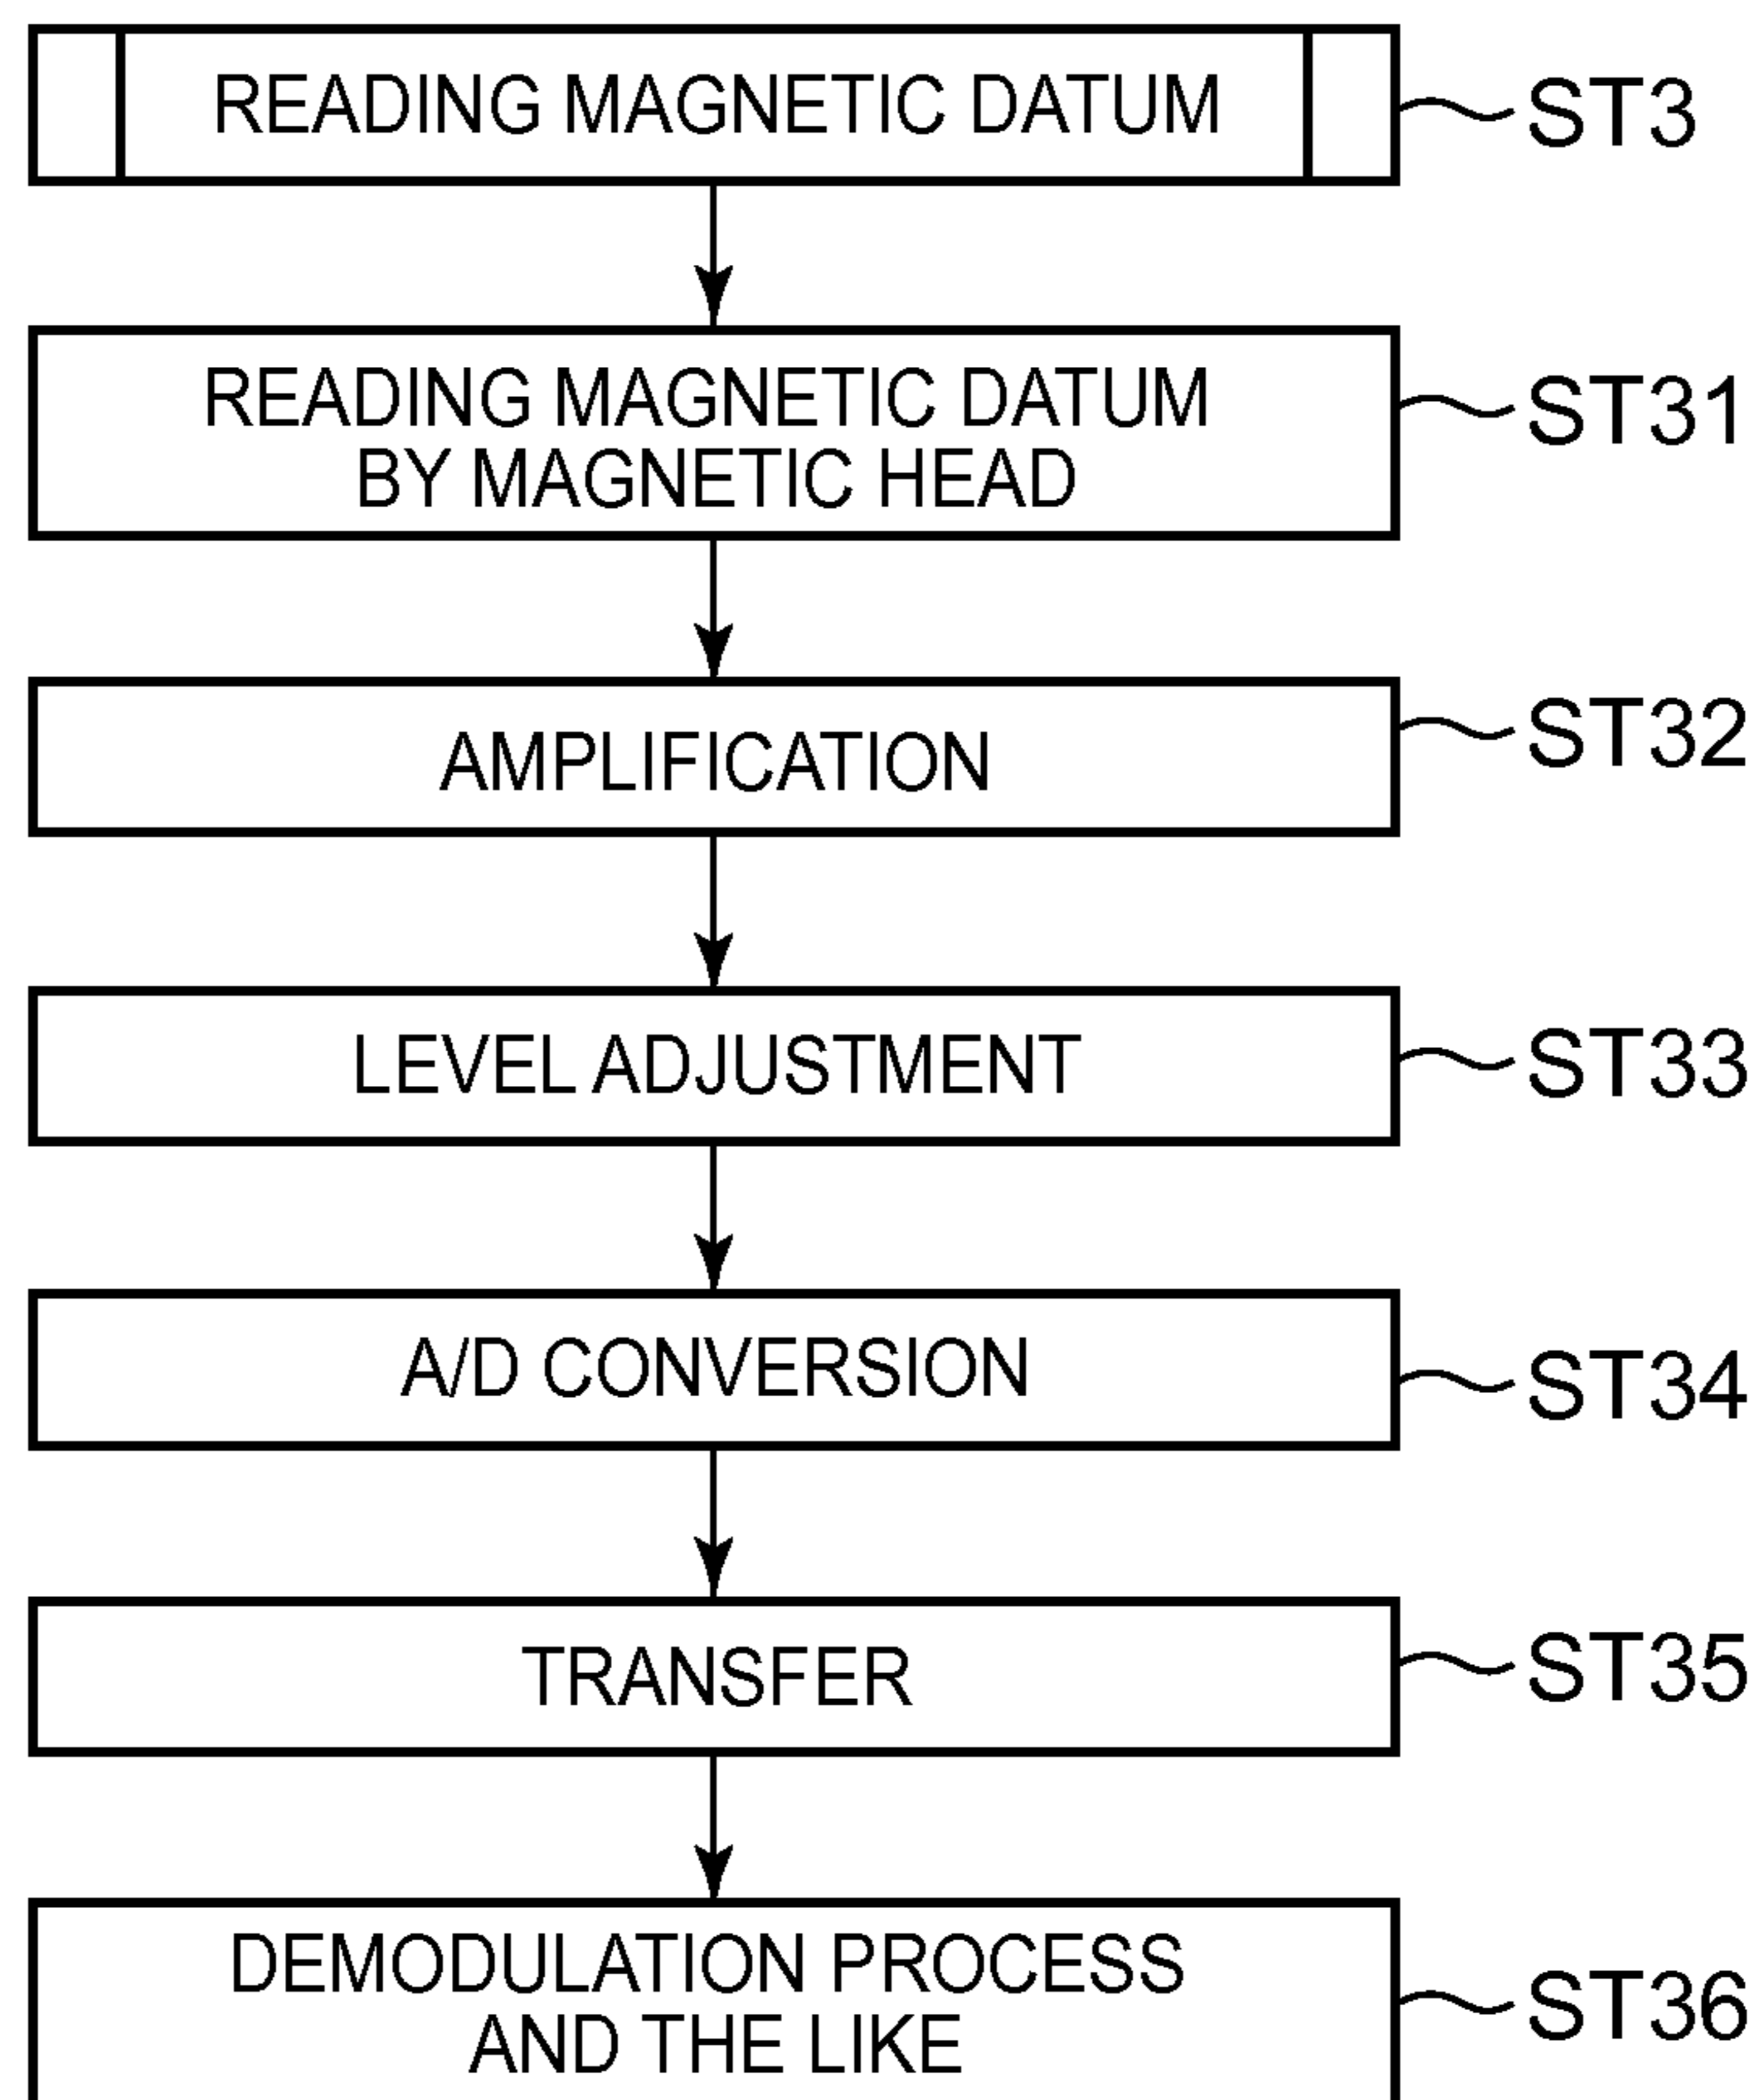 READING MAGNETIC DATUM
ST3
READING MAGNETIC DATUM
BY MAGNETIC HEAD
ST31
AMPLIFICATION
ST32
LEVEL ADJUSTMENT
ST33
A/D CONVERSION
ST34
TRANSFER
ST35
DEMODULATION PROCESS
AND THE LIKE
ST36